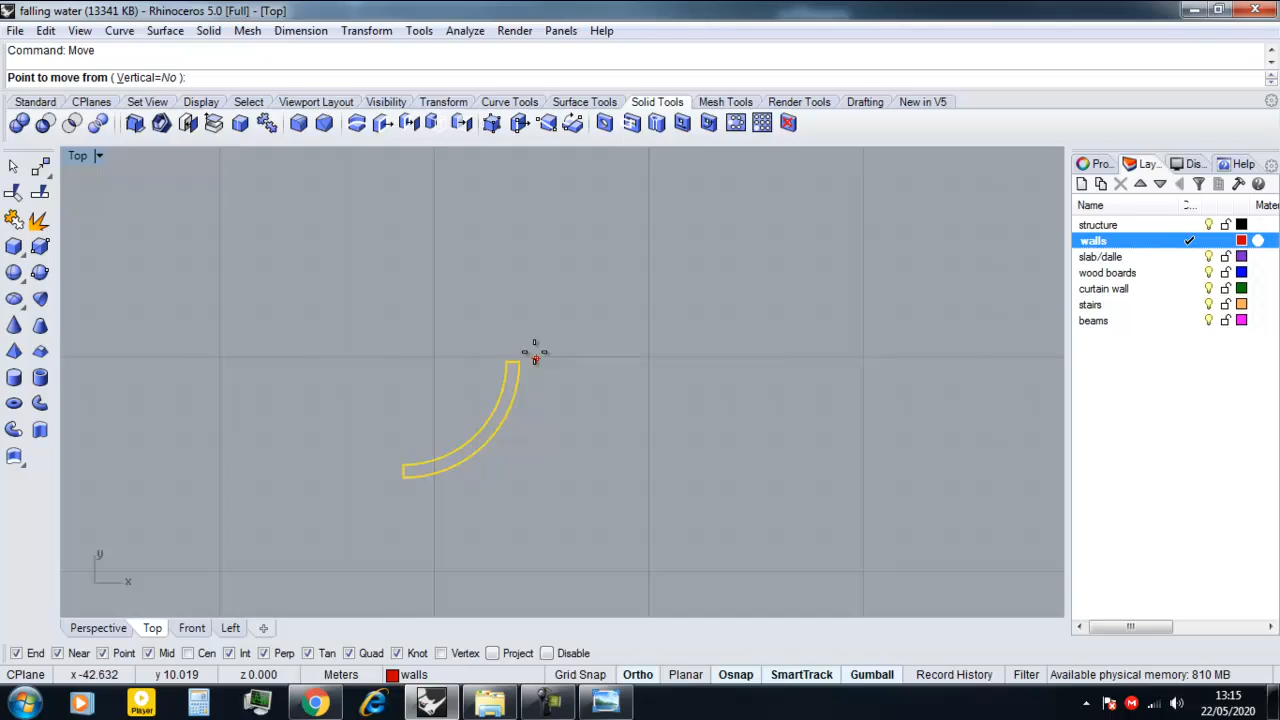 falling water (13341 KB) - Rhinoceros 5.0 [Full] - [Top]
File Edit View Curve Surface Solid Mesh Dimension Transform Tools Analyze Render Panels Help
Command: Move
Point to move from ( Vertical=No ):
Standard CPlanes Set View Display Select Viewport Layout Visibility Transform Curve Tools Surface Tools Solid Tools Mesh Tools Render Tools Drafting New in V5
Top
Pro... Lay... Dis... Help
Name C... Mater
structure
walls
slab/dalle
wood boards
curtain wall
stairs
beams
y
x
Perspective Top Front Left
End Near Point Mid Cen Int Perp Tan Quad Knot Vertex Project Disable
CPlane x -42.632 y 10.019 z 0.000 Meters walls Grid Snap Ortho Planar Osnap SmartTrack Gumball Record History Filter Available physical memory: 810 MB
Player
13:15
22/05/2020